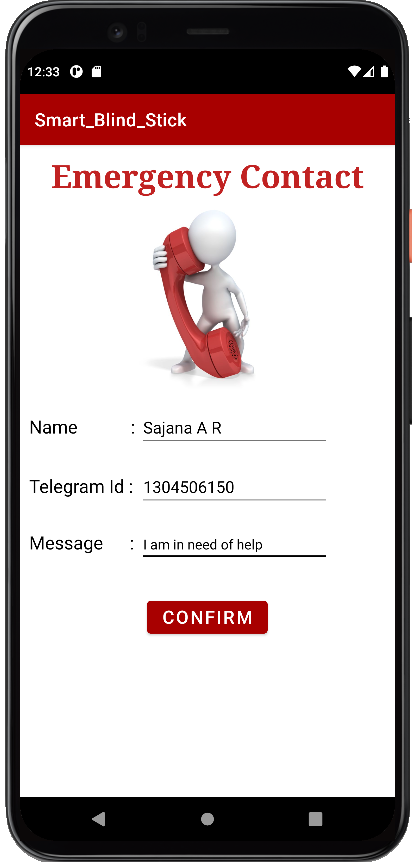 12:33
Smart_Blind_Stick
Emergency Contact
Name : Sajana A R
Telegram Id : 1304506150
Message : I am in need of help
CONFIRM